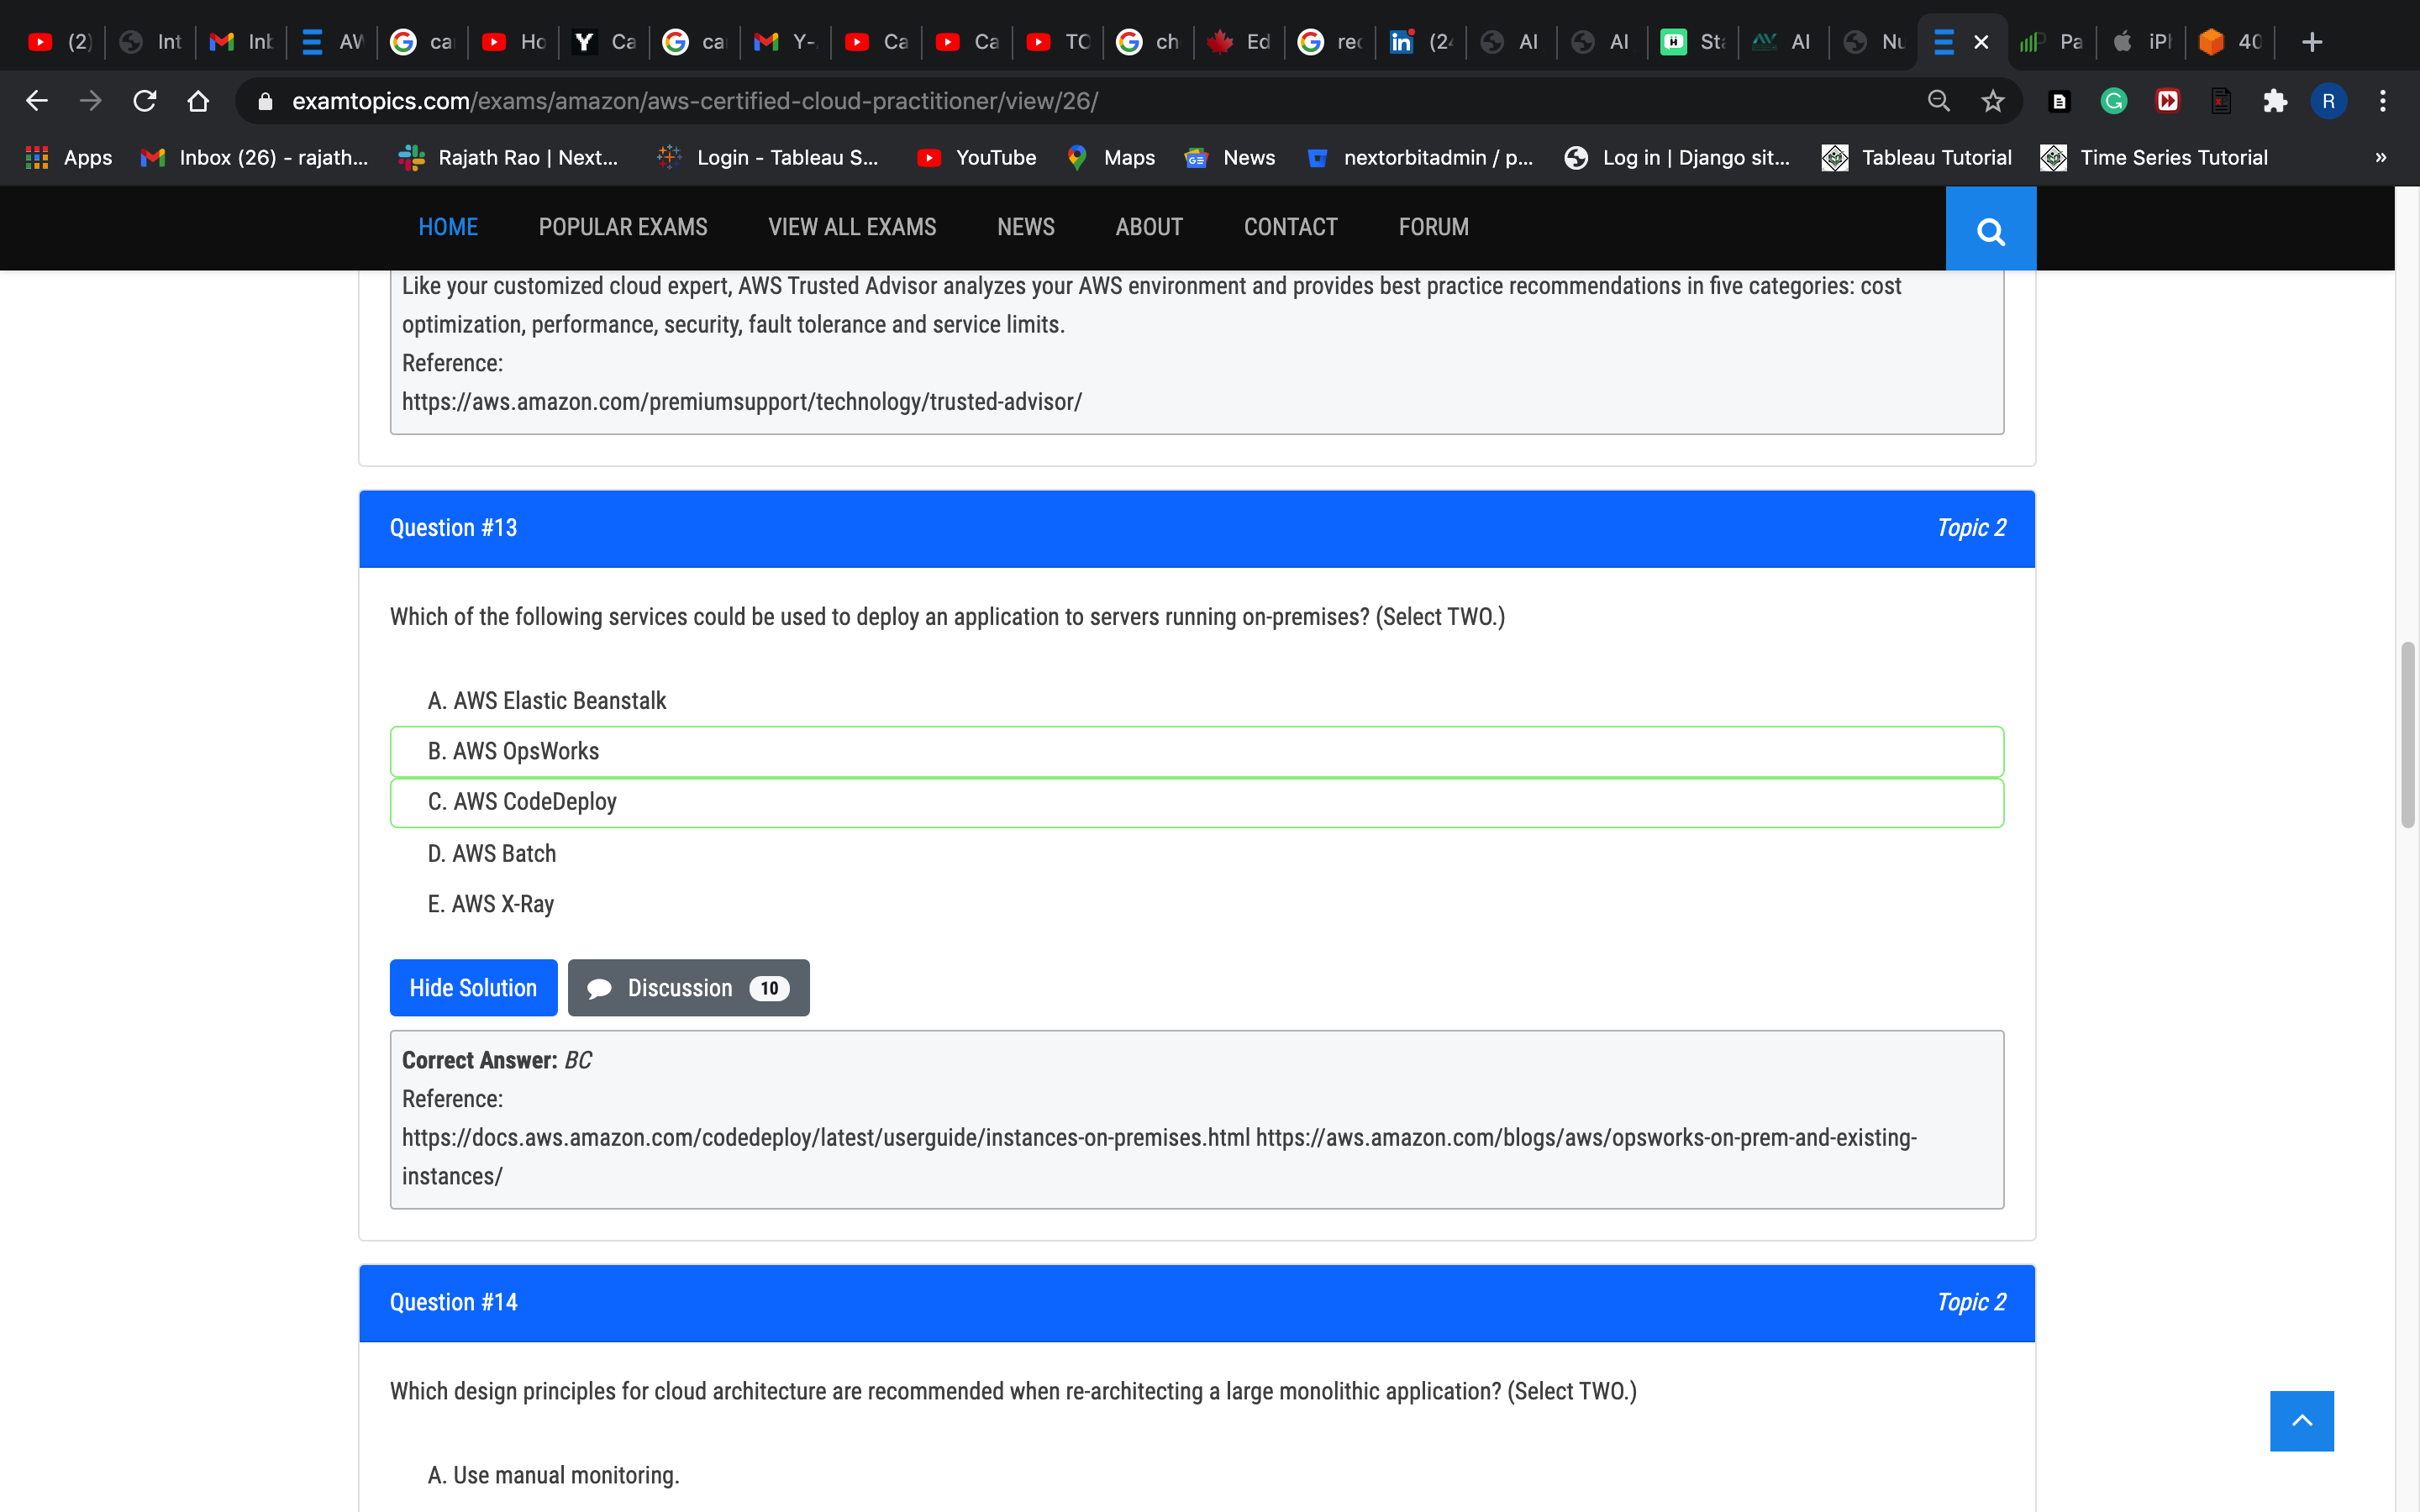 (2)
Int
Inb
AW
ca
Ho
Ca
ca
Y-
Ca
Ca
TO
ch
Ed
rec
(24
AI
AI
Sta
AI
Nu
Pa
iPh
40
examtopics.com/exams/amazon/aws-certified-cloud-practitioner/view/26/
R
Apps
Inbox (26) - rajath...
Rajath Rao | Next...
Login - Tableau S...
YouTube
Maps
News
nextorbitadmin / p...
Log in | Django sit...
Tableau Tutorial
Time Series Tutorial
»
HOME
POPULAR EXAMS
VIEW ALL EXAMS
NEWS
ABOUT
CONTACT
FORUM
Like your customized cloud expert, AWS Trusted Advisor analyzes your AWS environment and provides best practice recommendations in five categories: cost
optimization, performance, security, fault tolerance and service limits.
Reference:
https://aws.amazon.com/premiumsupport/technology/trusted-advisor/
Question #13
Topic 2
Which of the following services could be used to deploy an application to servers running on-premises? (Select TWO.)
A. AWS Elastic Beanstalk
B. AWS OpsWorks
C. AWS CodeDeploy
D. AWS Batch
E. AWS X-Ray
Hide Solution
Discussion 10
Correct Answer: BC
Reference:
https://docs.aws.amazon.com/codedeploy/latest/userguide/instances-on-premises.html https://aws.amazon.com/blogs/aws/opsworks-on-prem-and-existing-
instances/
Question #14
Topic 2
Which design principles for cloud architecture are recommended when re-architecting a large monolithic application? (Select TWO.)
A. Use manual monitoring.